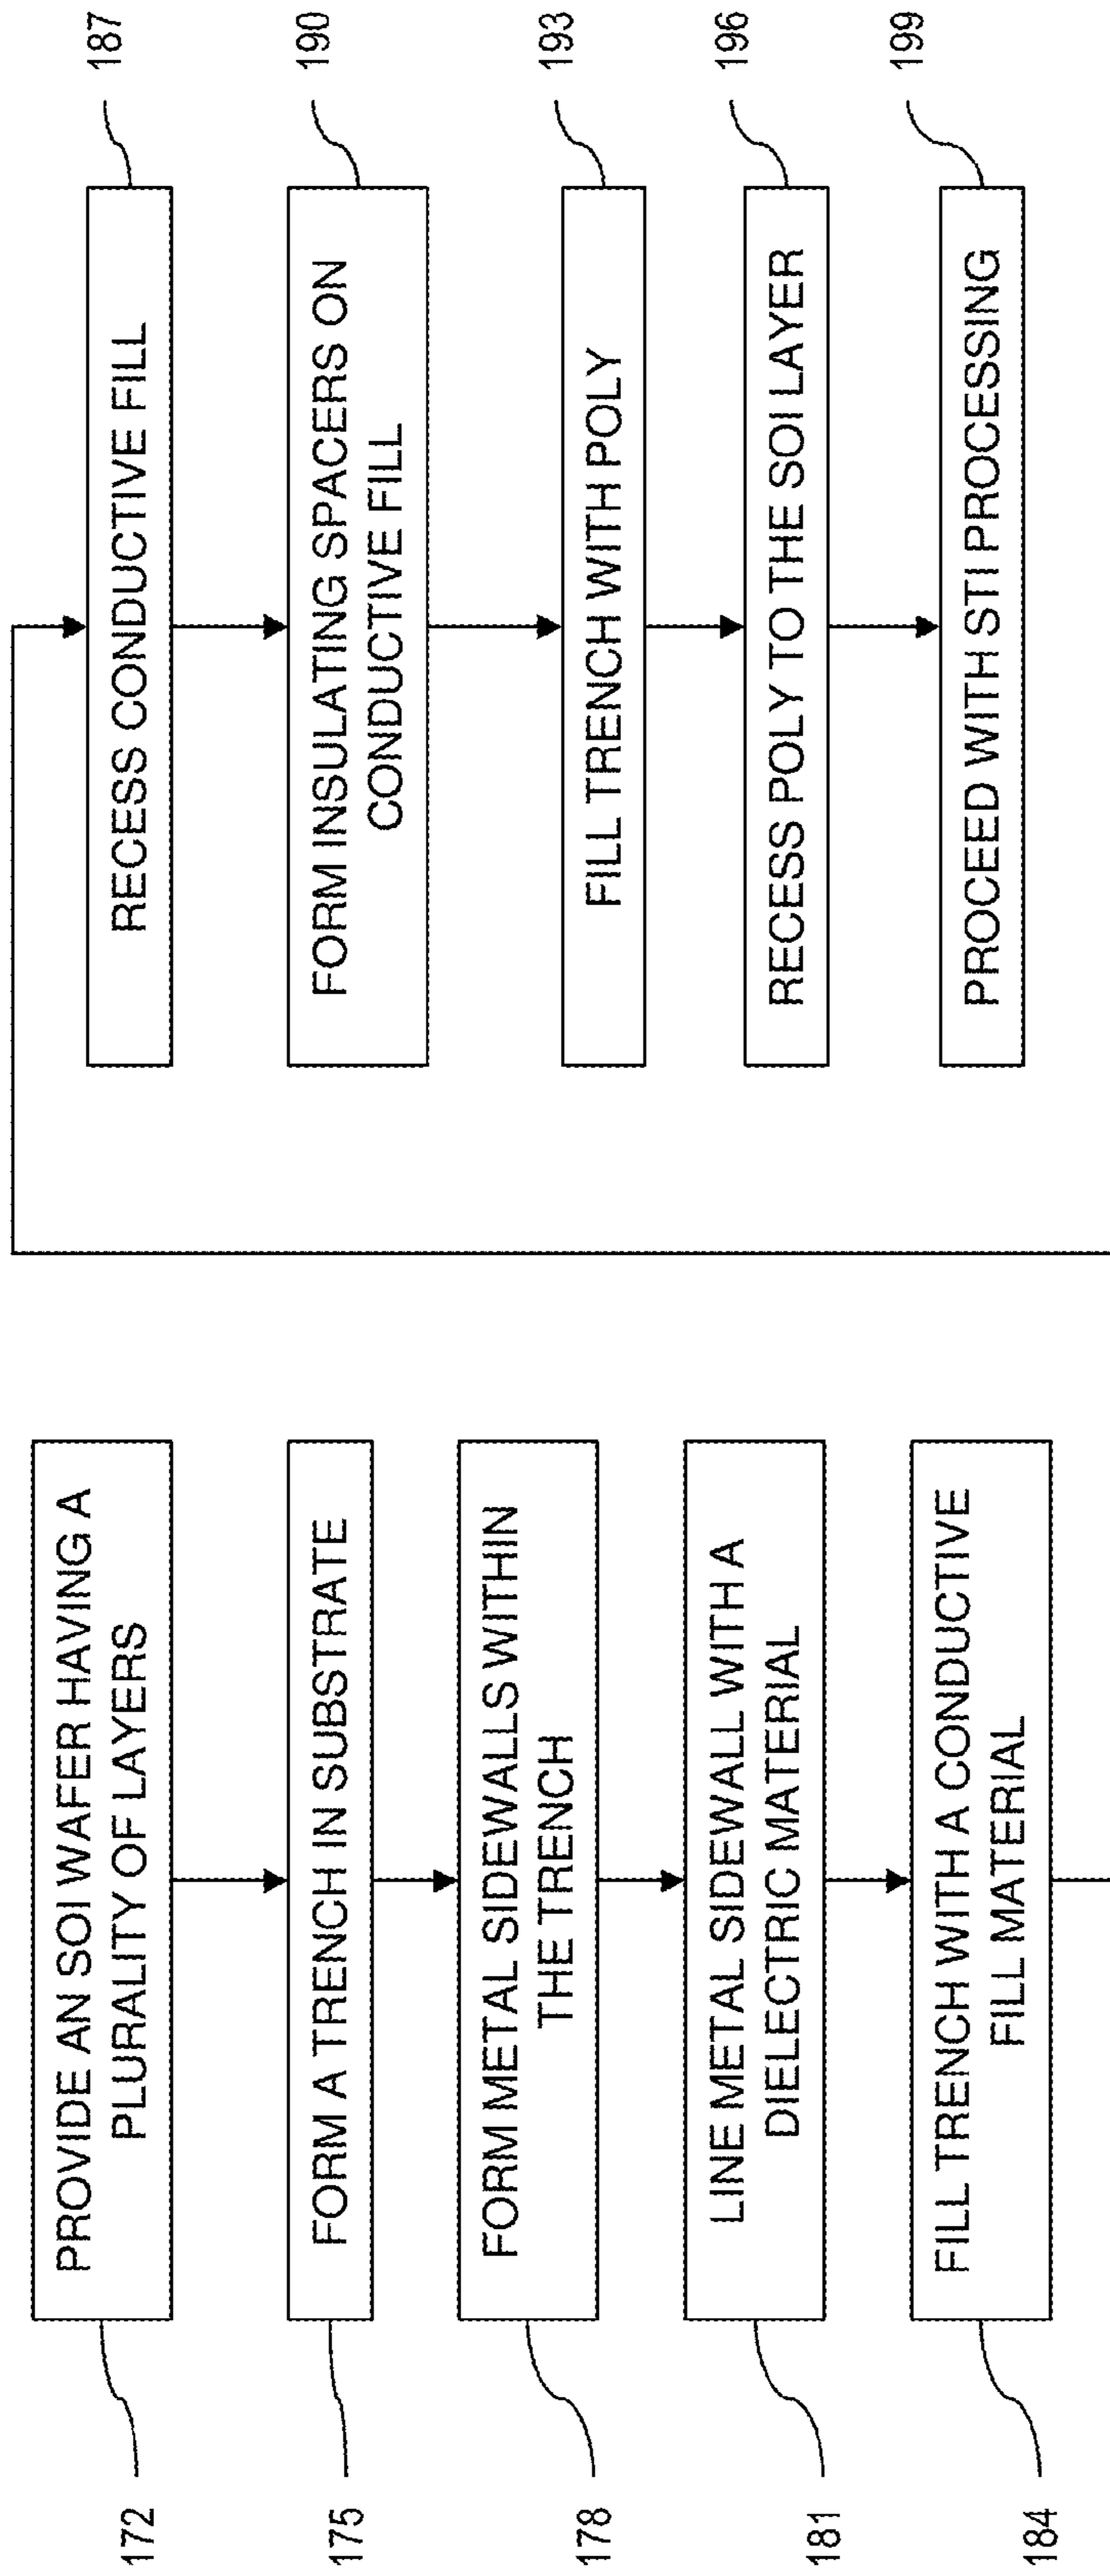 172
PROVIDE AN SOI WAFER HAVING A
PLURALITY OF LAYERS
175
FORM A TRENCH IN SUBSTRATE
178
FORM METAL SIDEWALLS WITHIN
THE TRENCH
181
LINE METAL SIDEWALL WITH A
DIELECTRIC MATERIAL
184
FILL TRENCH WITH A CONDUCTIVE
FILL MATERIAL
RECESS CONDUCTIVE FILL
187
FORM INSULATING SPACERS ON
CONDUCTIVE FILL
190
FILL TRENCH WITH POLY
193
RECESS POLY TO THE SOI LAYER
196
PROCEED WITH STI PROCESSING
199